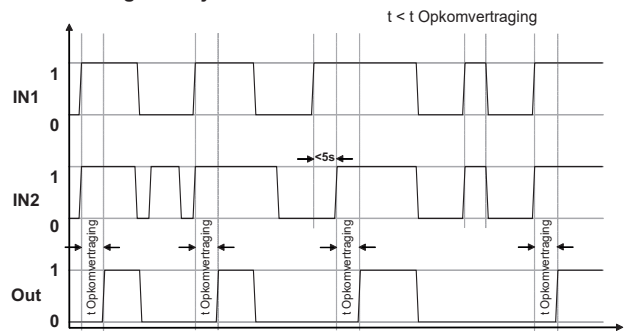 t < t Opkomvertraging
1
IN1
0
<5s
1
IN2
0
t Opkomvertraging
t Opkomvertraging
t Opkomvertraging
t Opkomvertraging
1
Out
0